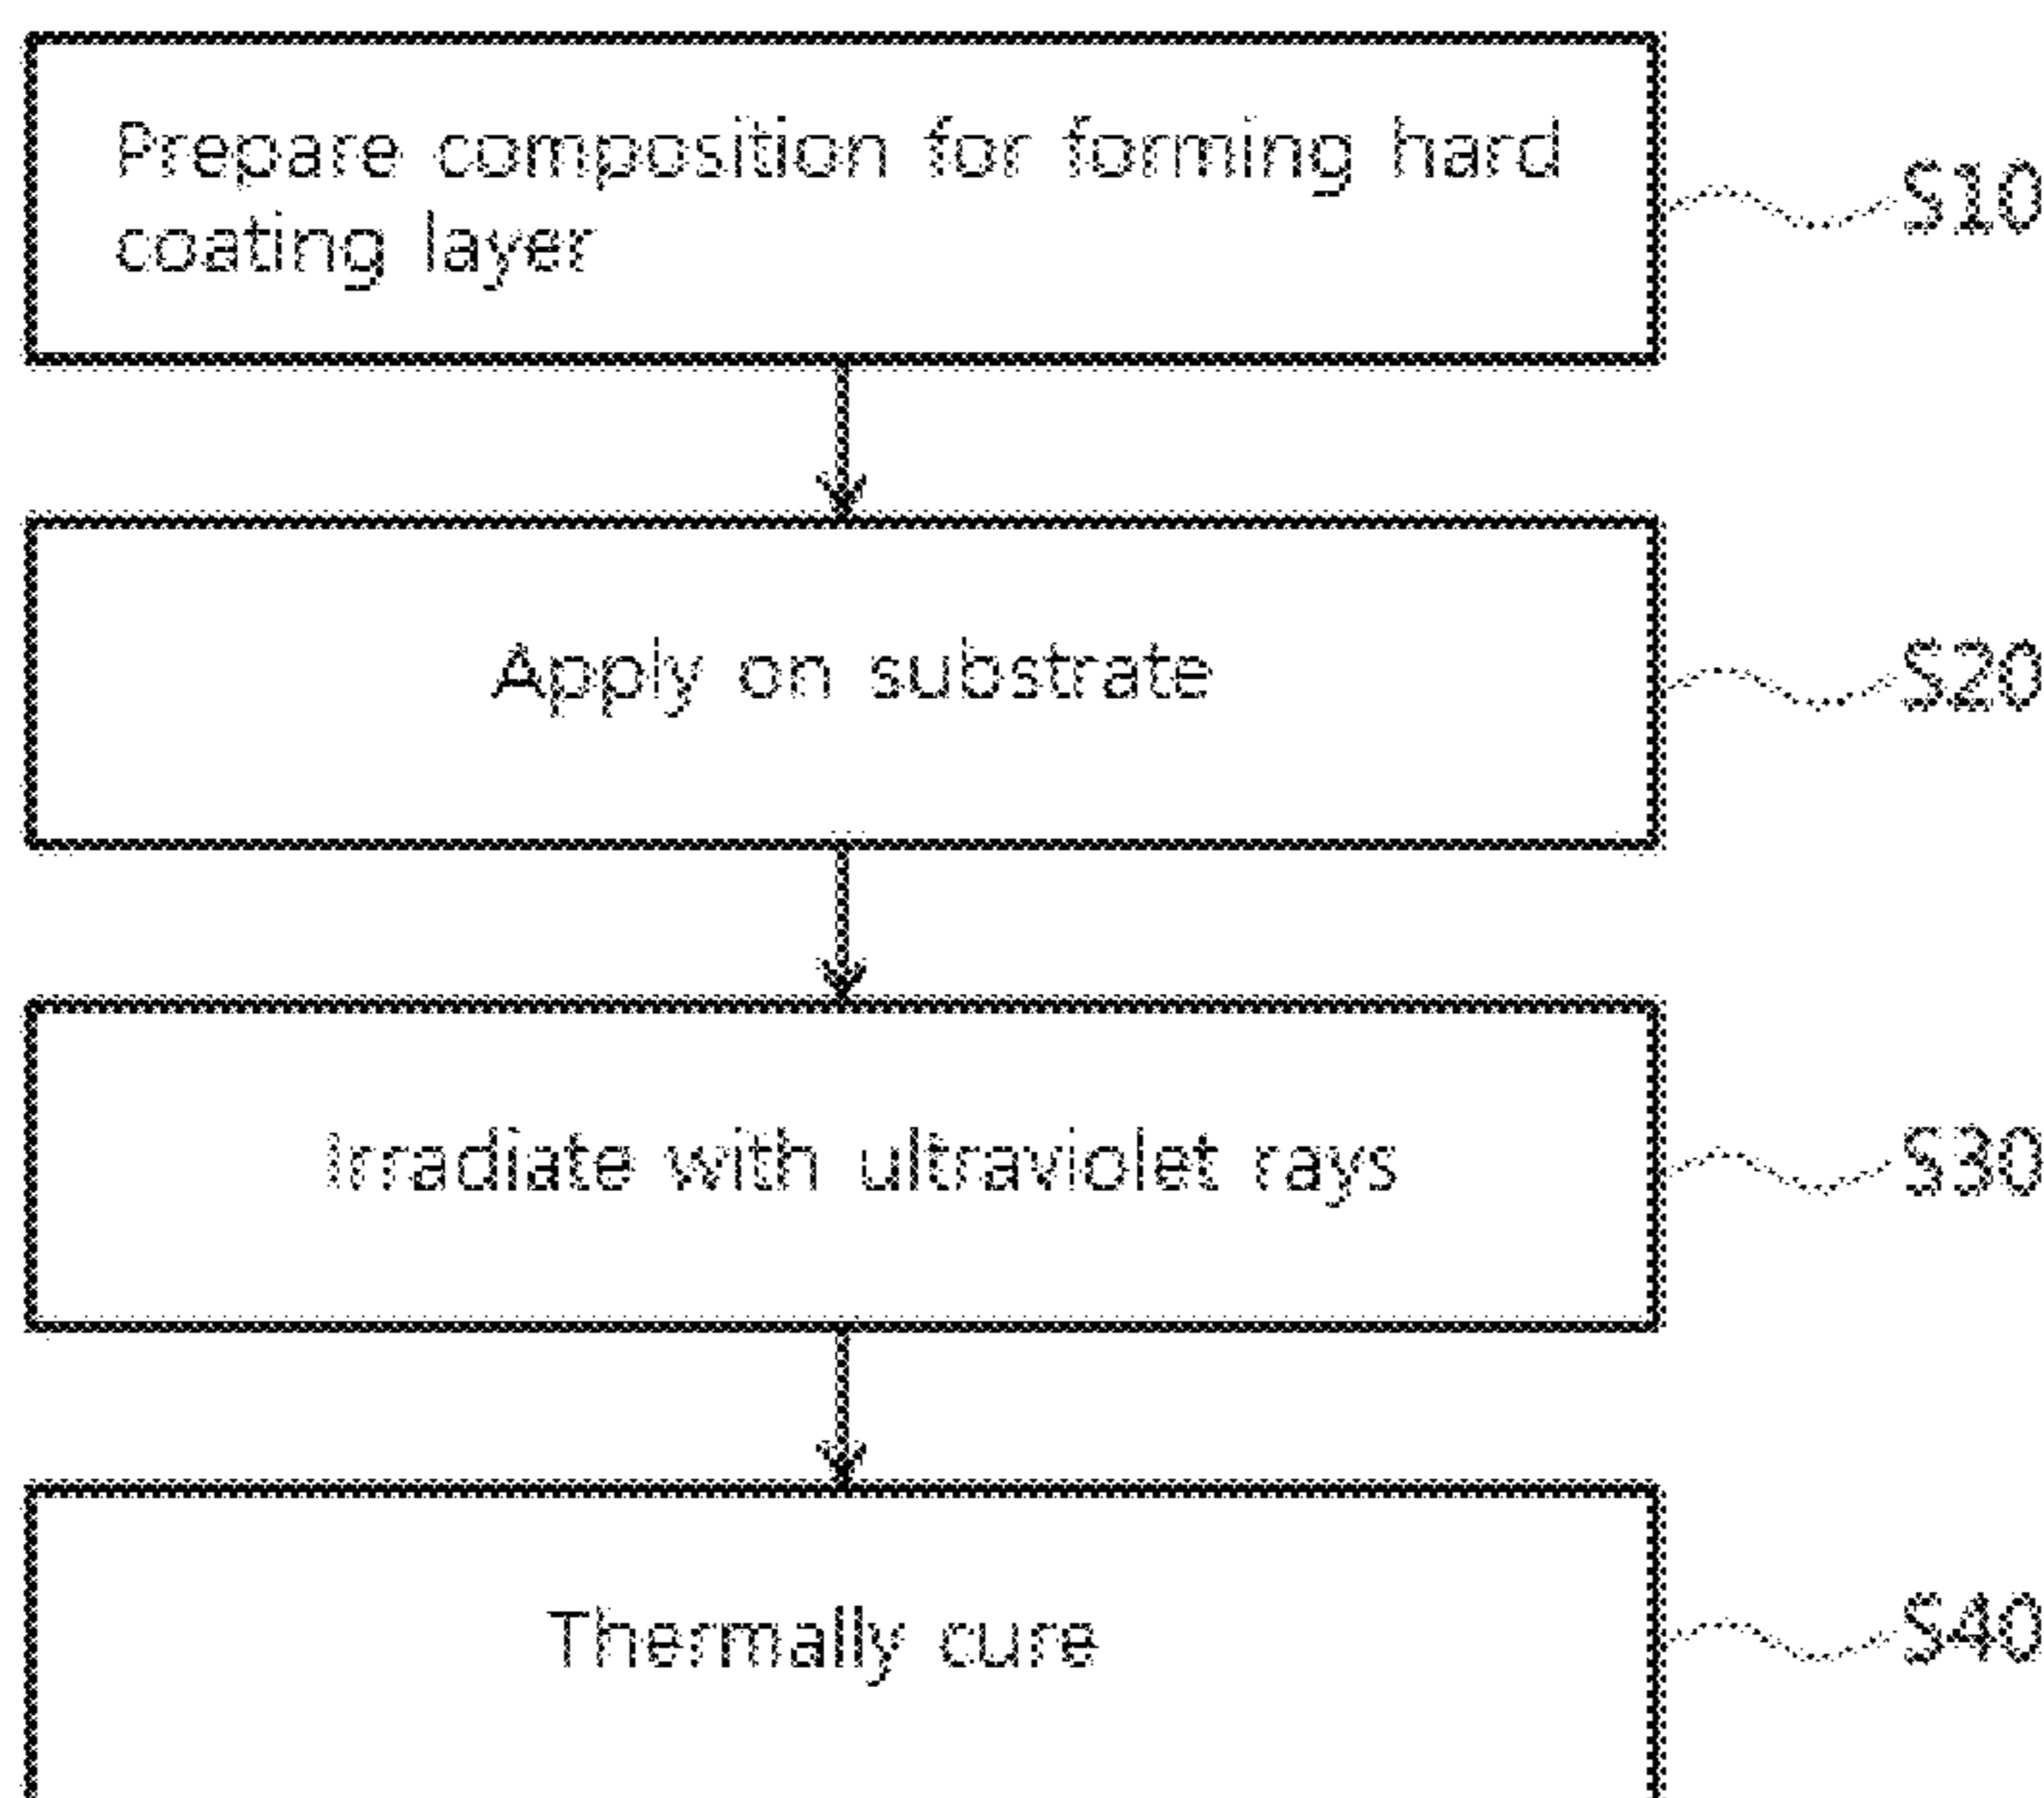 Prepare composition for forming hard
coating layer
S10
Apply on substrate
S20
Irradiate with ultraviolet rays
S30
Thermally cure
S40